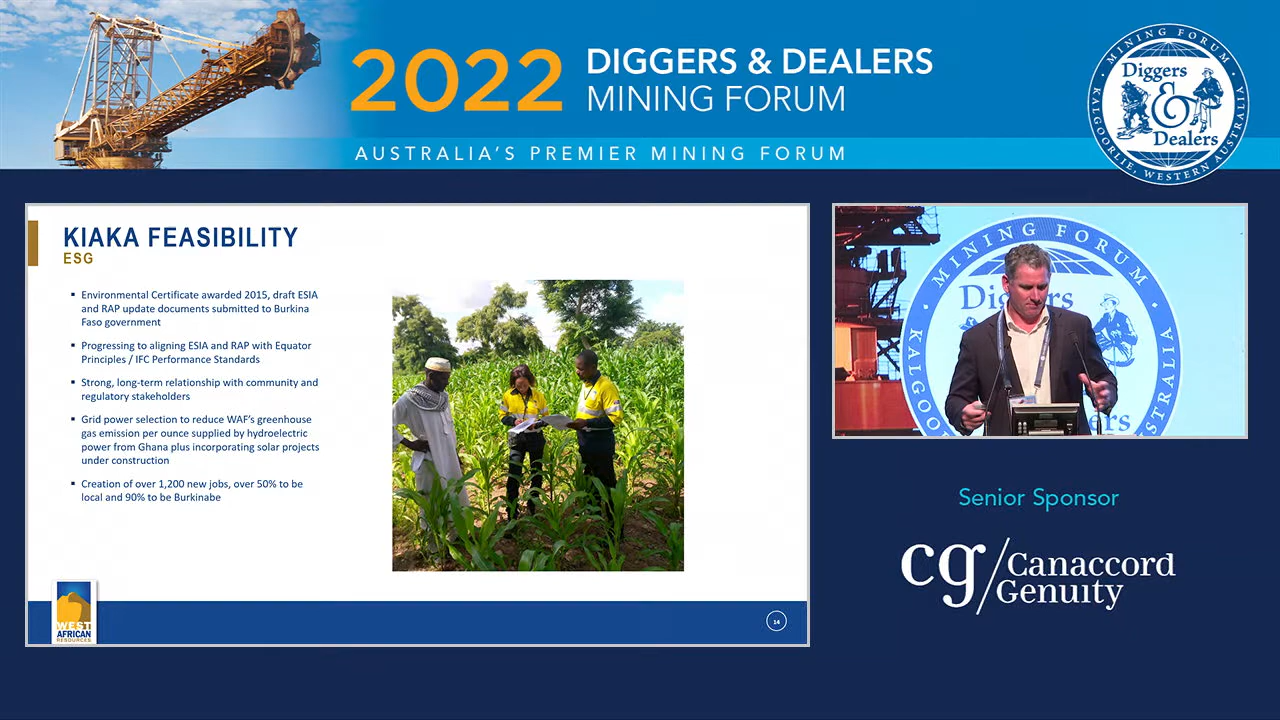 2022 DIGGERS & DEALERS
MINING FORUM
AUSTRALIA'S PREMIER MINING FORUM
• MINING FORUM •
Diggers
&
Dealers
KALGOORLIE, WESTERN AUSTRALIA
KIAKA FEASIBILITY
ESG
▪ Environmental Certificate awarded 2015, draft ESIA
and RAP update documents submitted to Burkina
Faso government
▪ Progressing to aligning ESIA and RAP with Equator
Principles / IFC Performance Standards
▪ Strong, long-term relationship with community and
regulatory stakeholders
▪ Grid power selection to reduce WAF's greenhouse
gas emission per ounce supplied by hydroelectric
power from Ghana plus incorporating solar projects
under construction
▪ Creation of over 1,200 new jobs, over 50% to be
local and 90% to be Burkinabe
WEST
AFRICAN
RESOURCES
14
• MINING FORUM •
Diggers
KALGOO
STRALIA
ers
Senior Sponsor
cg/Canaccord
Genuity